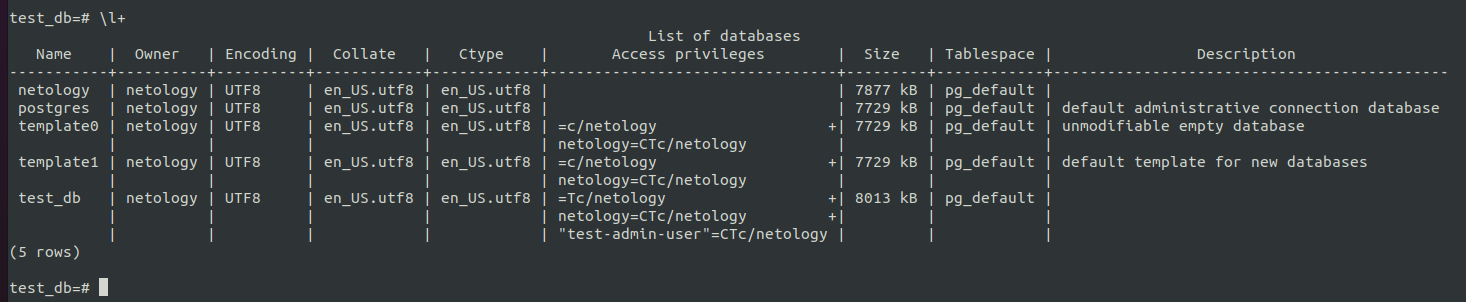 test_db=# \l+
                                                                       List of databases
   Name    |  Owner   | Encoding |  Collate   |   Ctype    |       Access privileges        |  Size   | Tablespace |                Description
-----------+----------+----------+------------+------------+--------------------------------+---------+------------+--------------------------------------------
 netology  | netology | UTF8     | en_US.utf8 | en_US.utf8 |                                | 7877 kB | pg_default |
 postgres  | netology | UTF8     | en_US.utf8 | en_US.utf8 |                                | 7729 kB | pg_default | default administrative connection database
 template0 | netology | UTF8     | en_US.utf8 | en_US.utf8 | =c/netology                   +| 7729 kB | pg_default | unmodifiable empty database
           |          |          |            |            | netology=CTc/netology          |         |            |
 template1 | netology | UTF8     | en_US.utf8 | en_US.utf8 | =c/netology                   +| 7729 kB | pg_default | default template for new databases
           |          |          |            |            | netology=CTc/netology          |         |            |
 test_db   | netology | UTF8     | en_US.utf8 | en_US.utf8 | =Tc/netology                  +| 8013 kB | pg_default |
           |          |          |            |            | netology=CTc/netology         +|         |            |
           |          |          |            |            | "test-admin-user"=CTc/netology |         |            |
(5 rows)
test_db=#